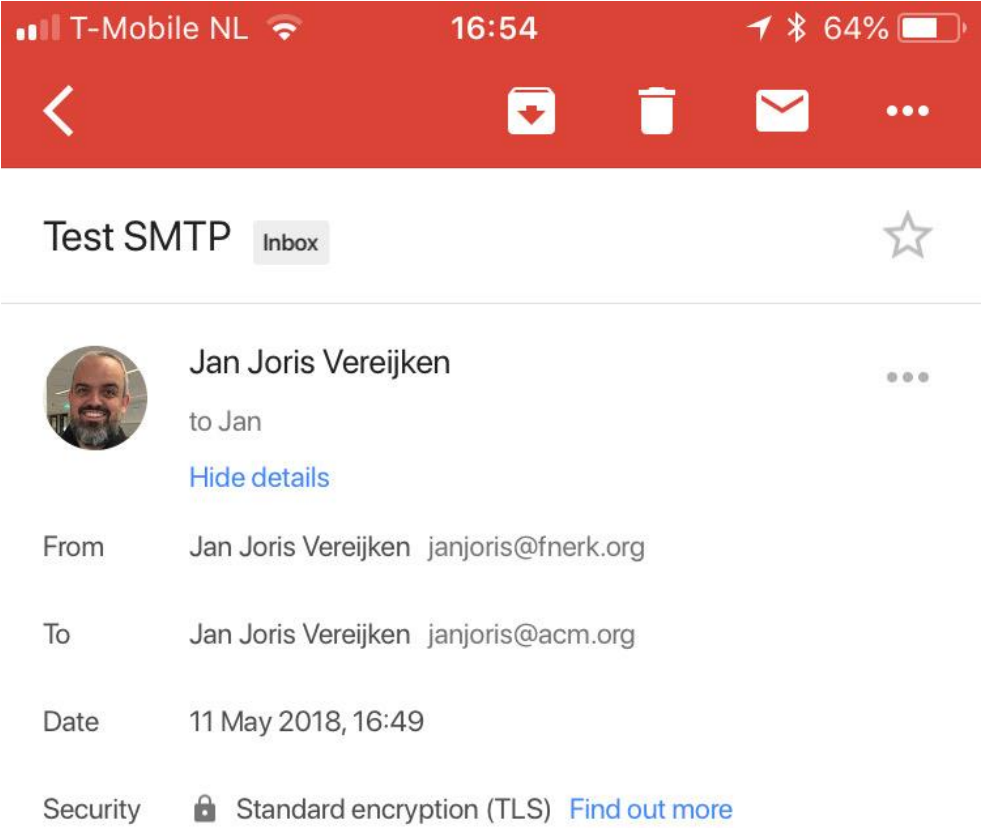 T-Mobile NL 16:54 64%
Test SMTP Inbox
Jan Joris Vereijken
to Jan
Hide details
From Jan Joris Vereijken janjoris@fnerk.org
To Jan Joris Vereijken janjoris@acm.org
Date 11 May 2018, 16:49
Security Standard encryption (TLS) Find out more